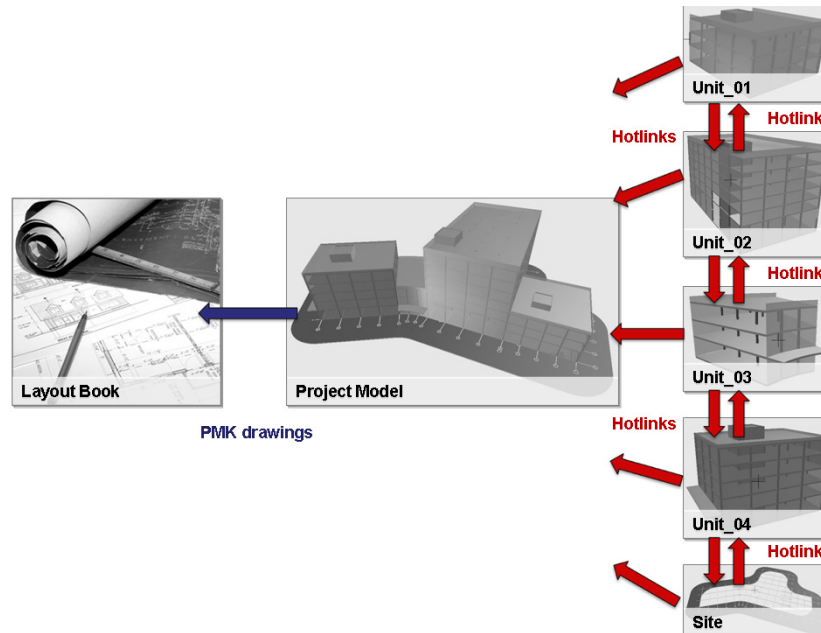 Unit_01
Hotlink
Hotlinks
Unit_02
Hotlink
Layout Book
Project Model
Unit_03
Hotlinks
PMK drawings
Unit_04
Hotlink
Site